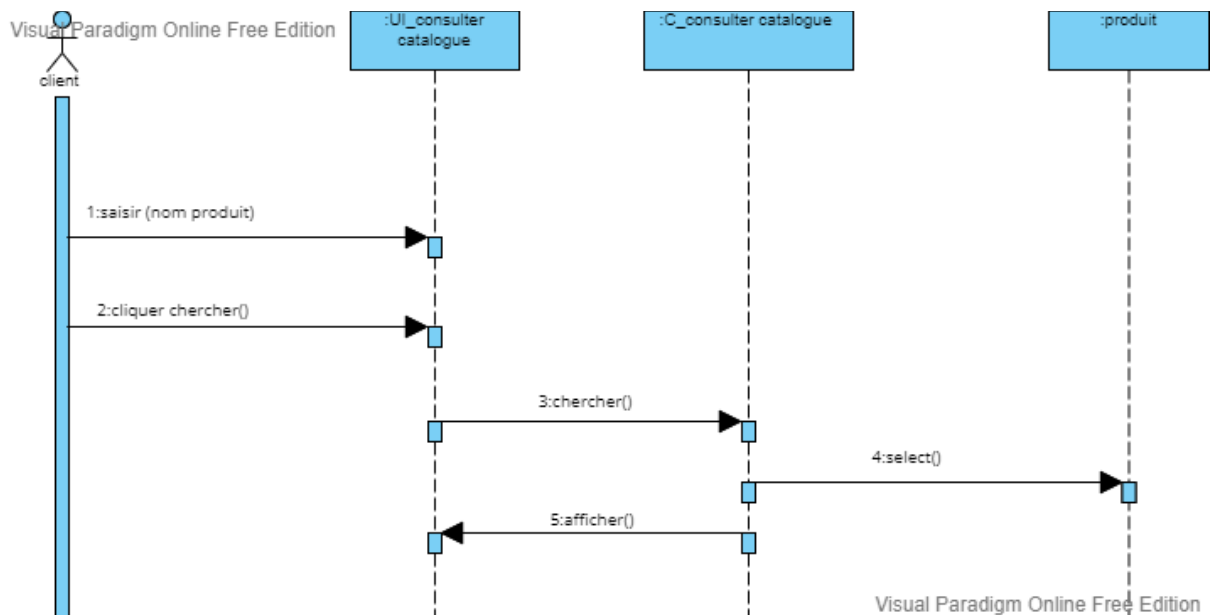 :UI_consulter
catalogue
:C_consulter catalogue
:produit
Visual Paradigm Online Free Edition
client
1:saisir (nom produit)
2:cliquer chercher()
3:chercher()
4:select()
5:afficher()
Visual Paradigm Online Free Edition